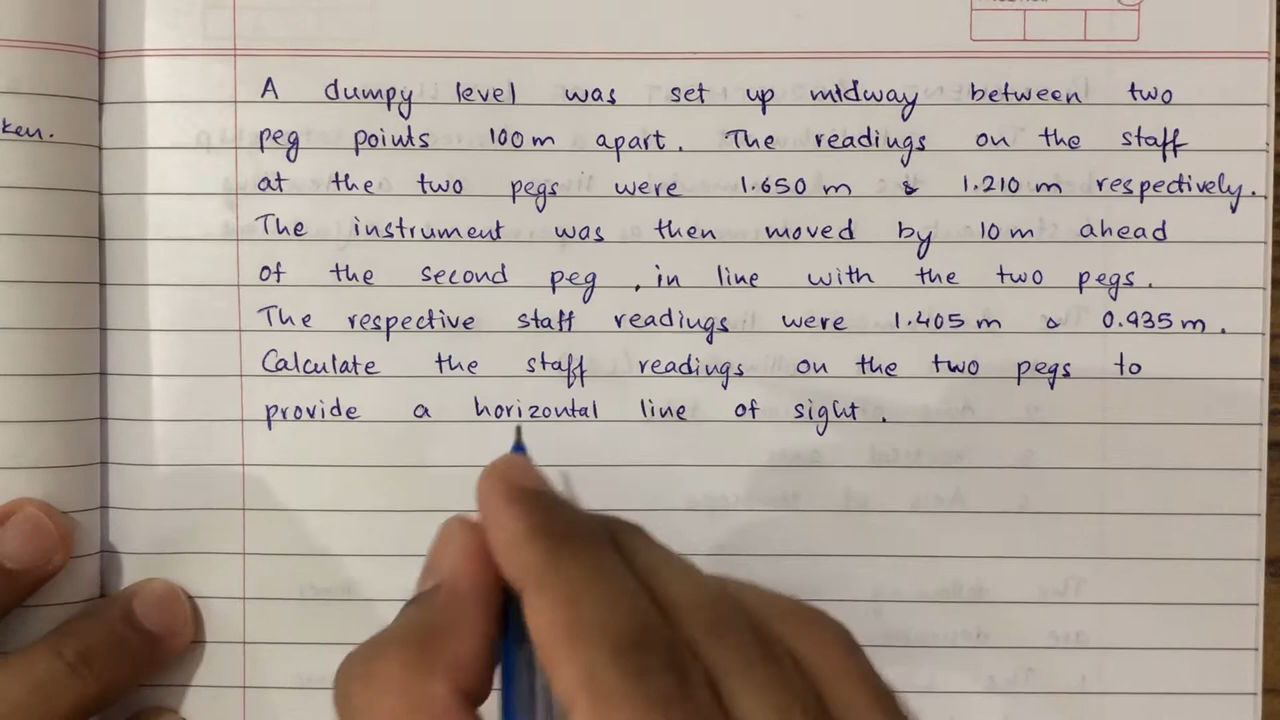 ken.
A dumpy level was set up midway between two
peg points 100m apart. The readings on the staff
at the two pegs were 1.650 m & 1.210 m respectively.
The instrument was then moved by 10 m ahead
of the second peg , in line with the two pegs.
The respective staff readings were 1.405 m & 0.935 m.
Calculate the staff readings on the two pegs to
provide a horizontal line of sight.